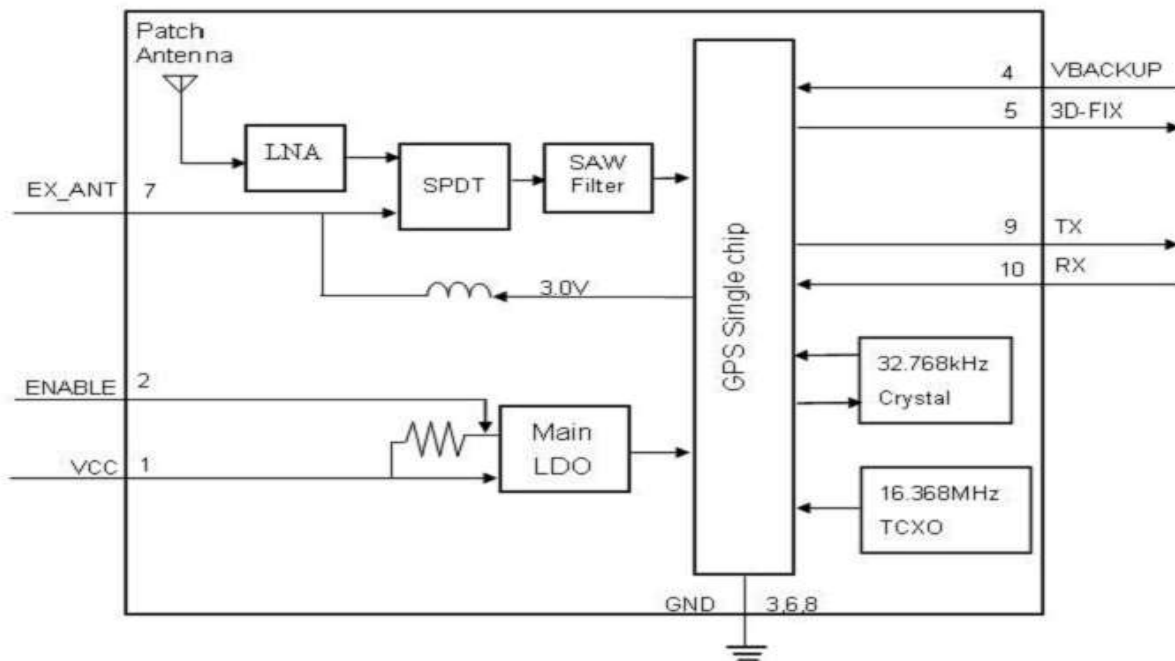 Patch
Antenna
LNA
SPDT
SAW
Filter
EX_ANT 7
3.0V
ENABLE 2
VCC 1
Main
LDO
GPS Single chip
4 VBACKUP
5 3D-FIX
9 TX
10 RX
32.768kHz
Crystal
16.368MHz
TCXO
GND 3,6,8